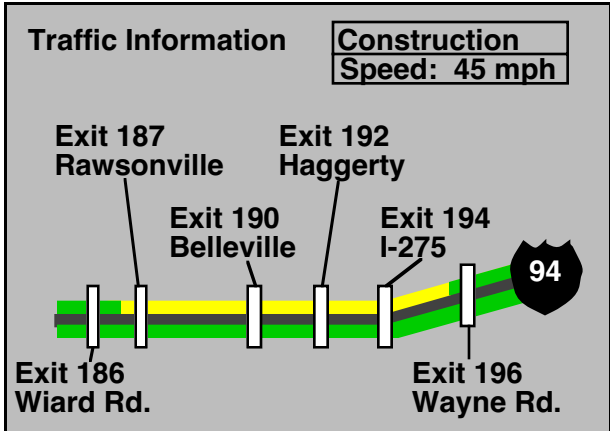 Traffic Information
Construction
Speed: 45 mph
Exit 187
Rawsonville
Exit 192
Haggerty
Exit 190
Belleville
Exit 194
I-275
94
Exit 186
Wiard Rd.
Exit 196
Wayne Rd.